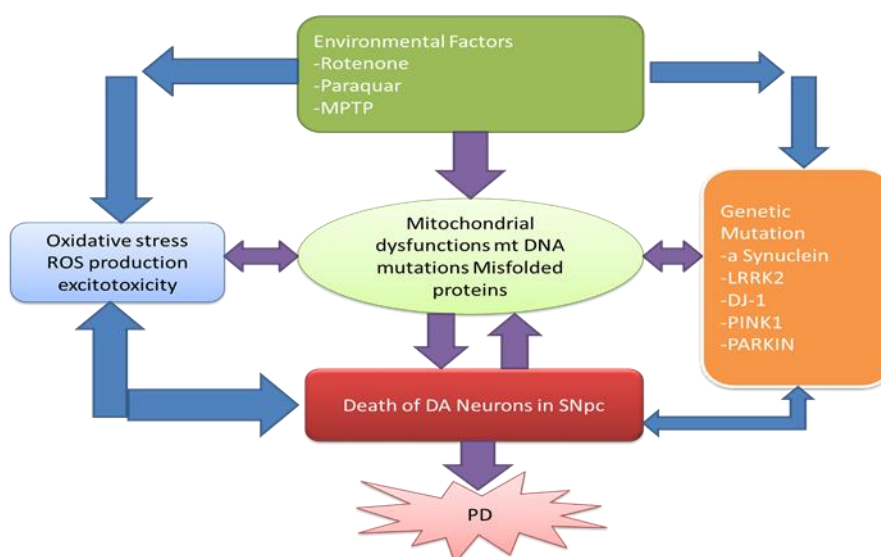 Environmental Factors
-Rotenone
-Paraquar
-MPTP
Oxidative stress
ROS production
excitotoxicity
Mitochondrial
dysfunctions mt DNA
mutations Misfolded
proteins
Genetic
Mutation
-a Synuclein
-LRRK2
-DJ-1
-PINK1
-PARKIN
Death of DA Neurons in SNpc
PD